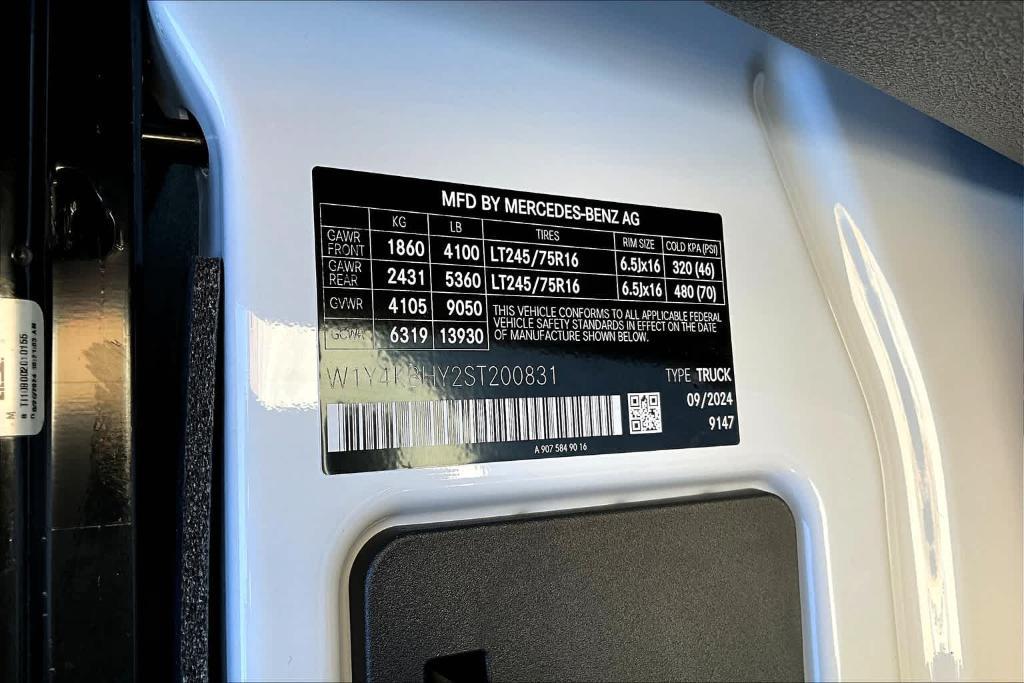 MFD BY MERCEDES-BENZ AG
KG LB TIRES RIM SIZE COLD KPA (PSI)
GAWR FRONT 1860 4100 LT245/75R16 6.5Jx16 320 (46)
GAWR REAR 2431 5360 LT245/75R16 6.5Jx16 480 (70)
GVWR 4105 9050
GCWR 6319 13930
THIS VEHICLE CONFORMS TO ALL APPLICABLE FEDERAL
VEHICLE SAFETY STANDARDS IN EFFECT ON THE DATE
OF MANUFACTURE SHOWN BELOW.
TYPE TRUCK
09/2024
9147
A 907 584 90 16